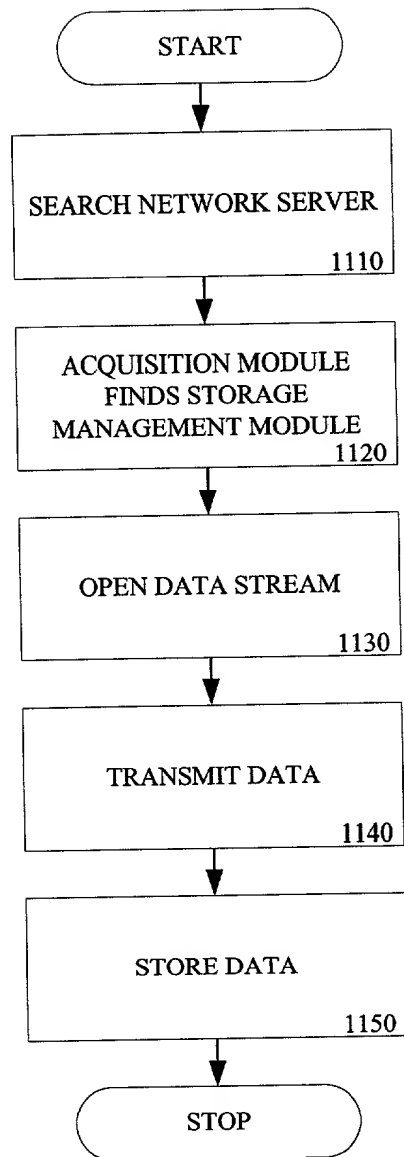 START
SEARCH NETWORK SERVER
1110
ACQUISITION MODULE
FINDS STORAGE
MANAGEMENT MODULE
1120
OPEN DATA STREAM
1130
TRANSMIT DATA
1140
STORE DATA
1150
STOP